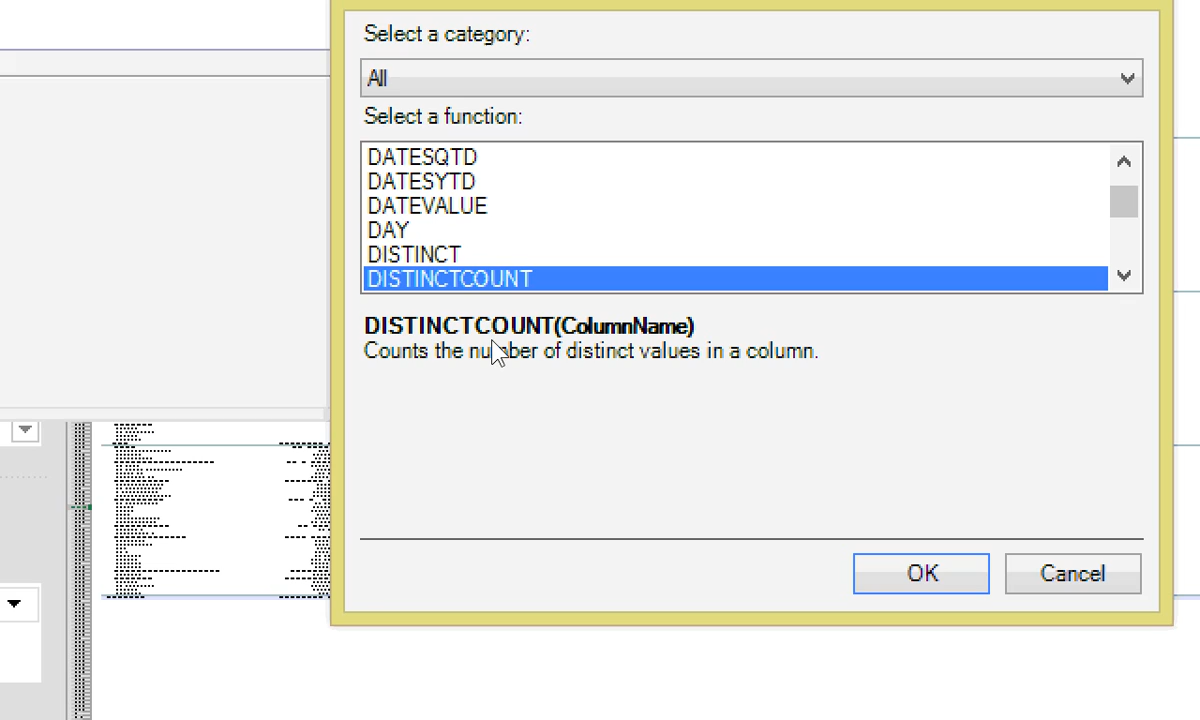 Select a category:
All
Select a function:
DATESQTD
DATESYTD
DATEVALUE
DAY
DISTINCT
DISTINCTCOUNT
DISTINCTCOUNT(ColumnName)
Counts the number of distinct values in a column.
OK
Cancel